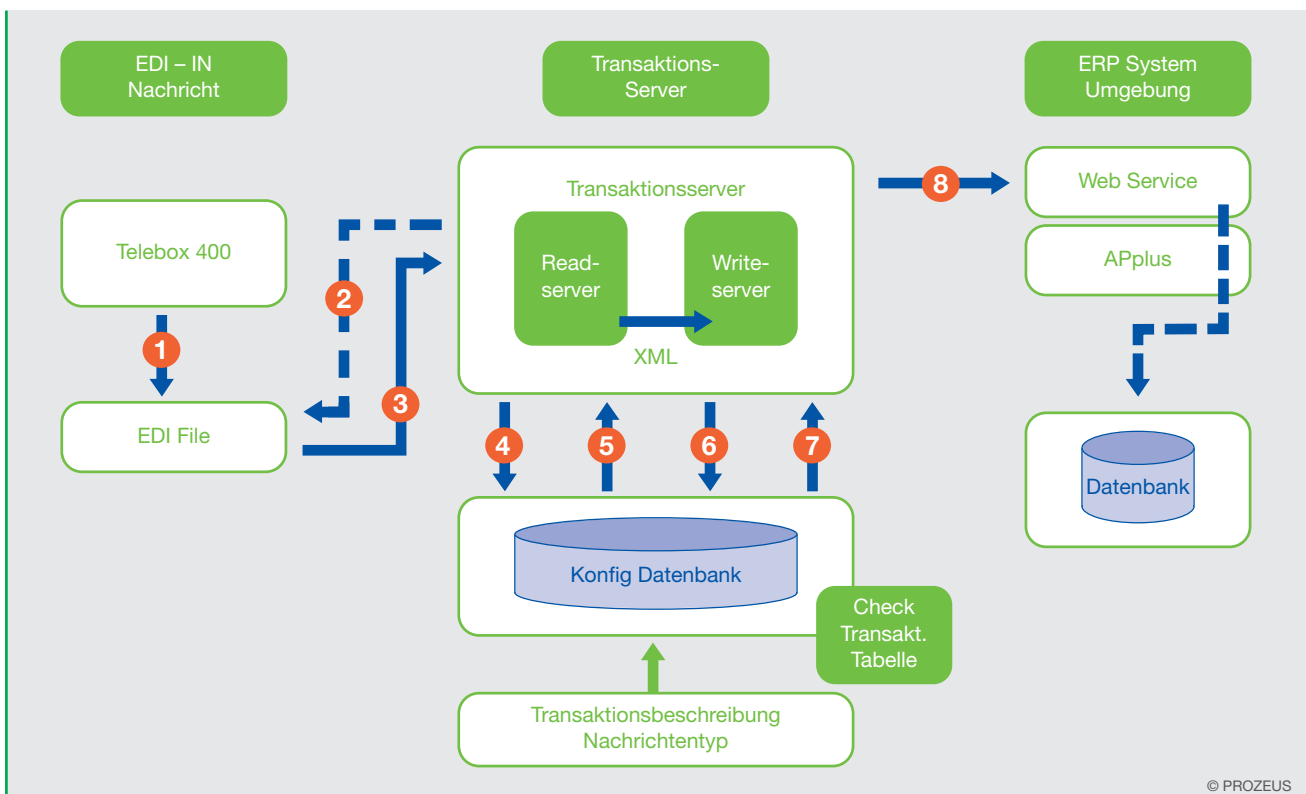 EDI – IN
Nachricht
Transaktions-
Server
ERP System
Umgebung
Telebox 400
1
EDI File
2
3
Transaktionsserver
Read-
server
Write-
server
XML
8
Web Service
APplus
4
5
6
7
Datenbank
Konfig Datenbank
Check
Transakt.
Tabelle
Transaktionsbeschreibung
Nachrichtentyp
© PROZEUS